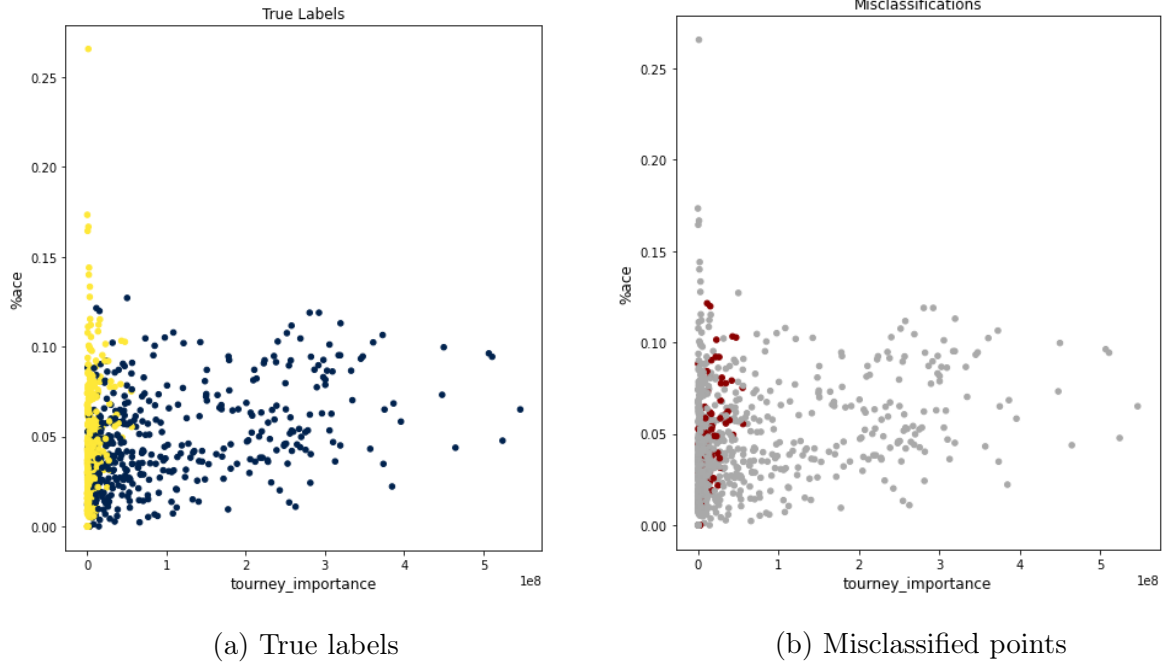 True Labels
0.25
0.20
0.15
0.10
0.05
0.00
%ace
0 1 2 3 4 5
1e8
tourney_importance
(a) True labels
Misclassifications
0.25
0.20
0.15
0.10
0.05
0.00
%ace
0 1 2 3 4 5
1e8
tourney_importance
(b) Misclassified points